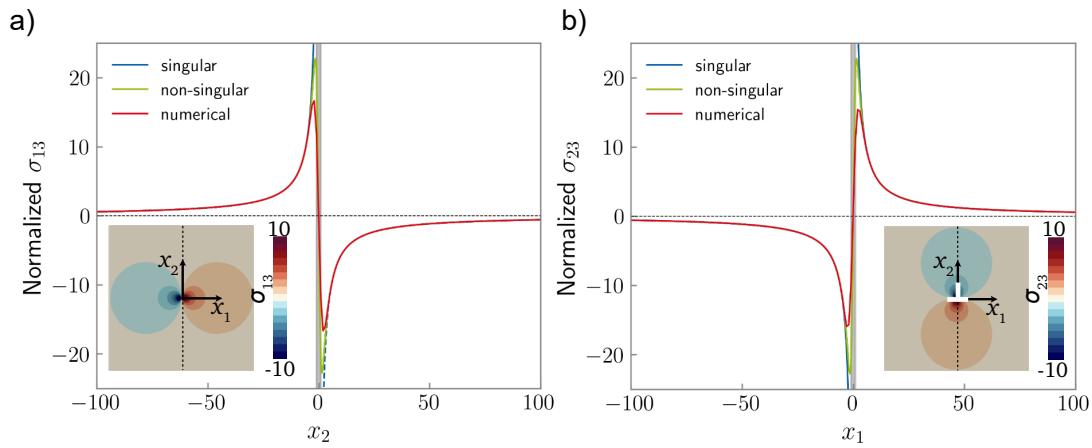 a)
b)
Normalized σ13
20
10
0
−10
−20
singular
non-singular
numerical
x2
x1
10
σ13
-10
−100
−50
0
50
100
x2
Normalized σ23
20
10
0
−10
−20
singular
non-singular
numerical
x2
x1
10
σ23
-10
−100
−50
0
50
100
x1